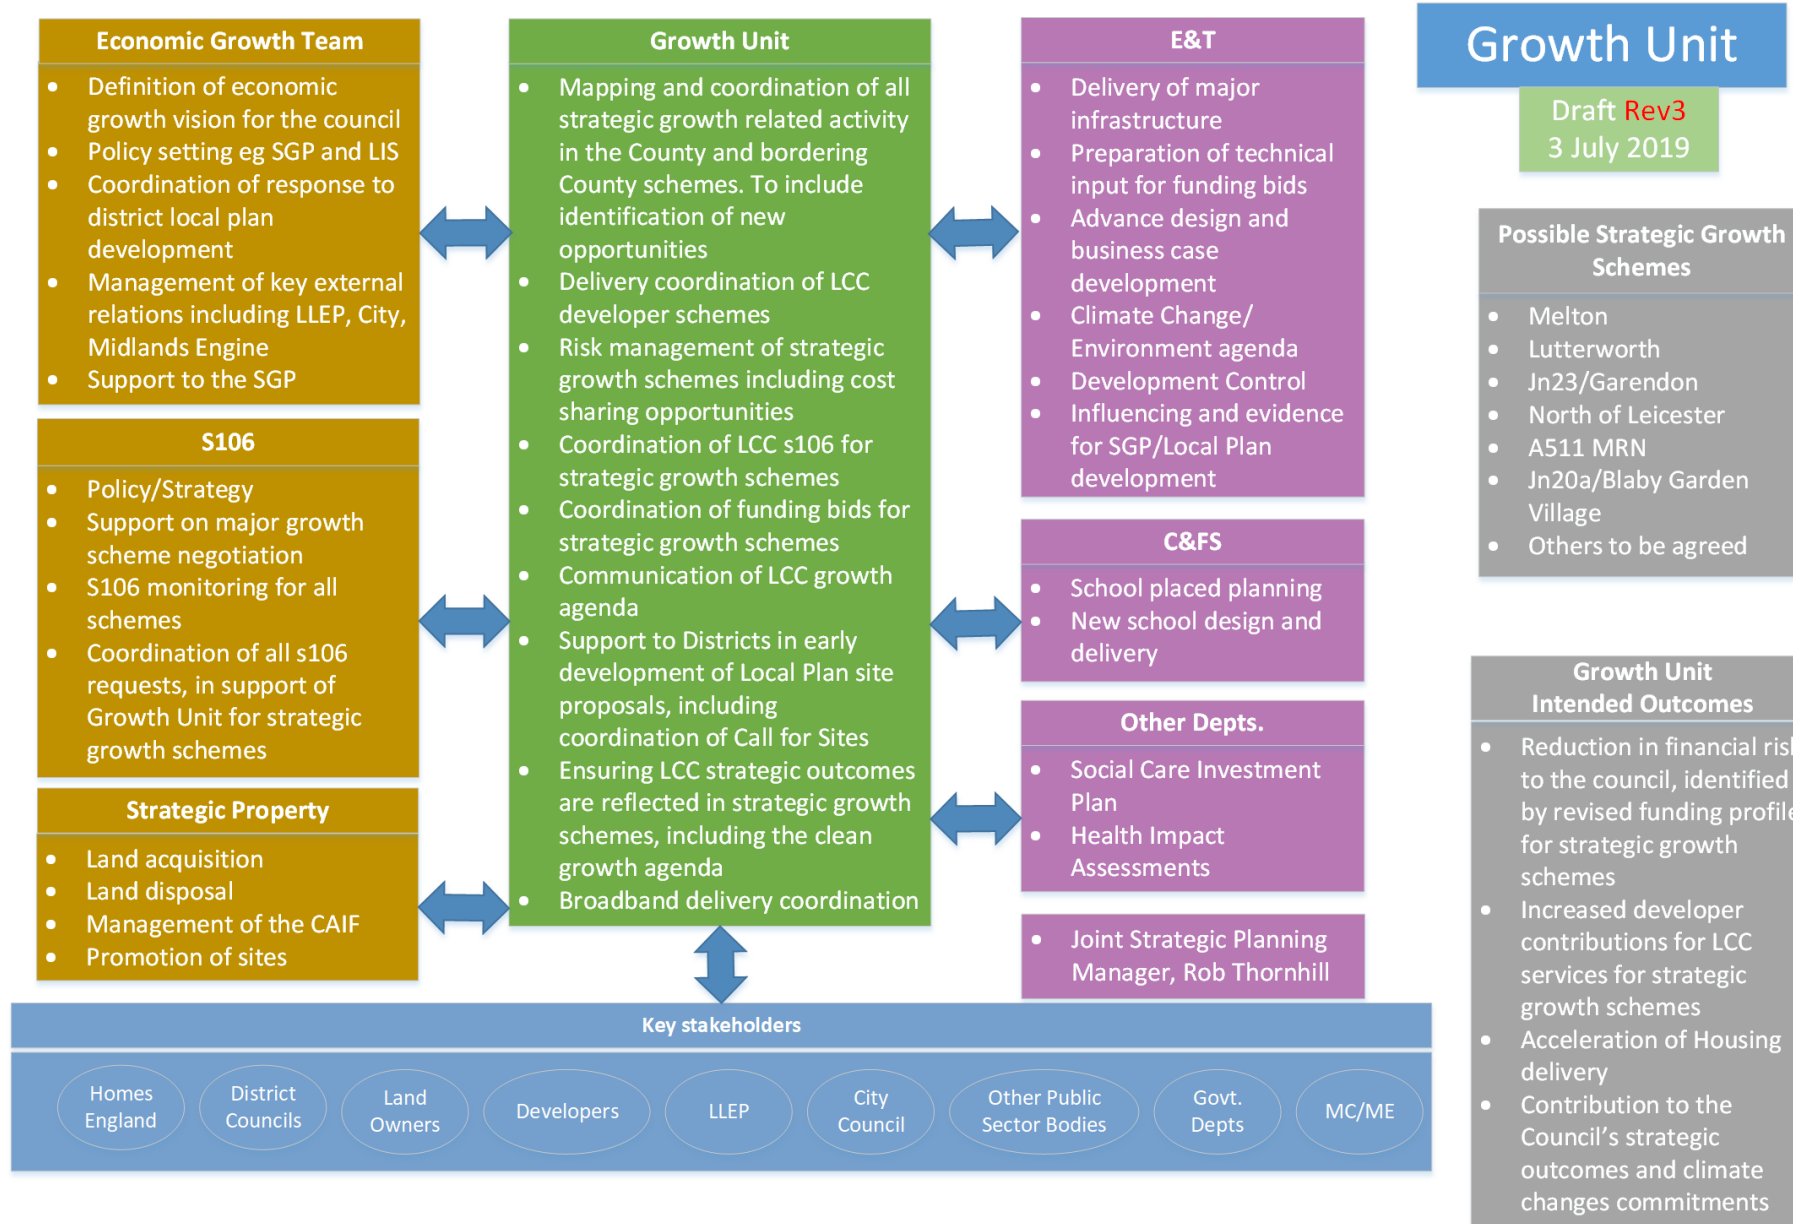 Economic Growth Team
• Definition of economic
growth vision for the council
• Policy setting eg SGP and LIS
• Coordination of response to
district local plan
development
• Management of key external
relations including LLEP, City,
Midlands Engine
• Support to the SGP
S106
• Policy/Strategy
• Support on major growth
scheme negotiation
• S106 monitoring for all
schemes
• Coordination of all s106
requests, in support of
Growth Unit for strategic
growth schemes
Strategic Property
• Land acquisition
• Land disposal
• Management of the CAIF
• Promotion of sites
Growth Unit
• Mapping and coordination of all
strategic growth related activity
in the County and bordering
County schemes. To include
identification of new
opportunities
• Delivery coordination of LCC
developer schemes
• Risk management of strategic
growth schemes including cost
sharing opportunities
• Coordination of LCC s106 for
strategic growth schemes
• Coordination of funding bids for
strategic growth schemes
• Communication of LCC growth
agenda
• Support to Districts in early
development of Local Plan site
proposals, including
coordination of Call for Sites
• Ensuring LCC strategic outcomes
are reflected in strategic growth
schemes, including the clean
growth agenda
• Broadband delivery coordination
E&T
• Delivery of major
infrastructure
• Preparation of technical
input for funding bids
• Advance design and
business case
development
• Climate Change/
Environment agenda
• Development Control
• Influencing and evidence
for SGP/Local Plan
development
C&FS
• School placed planning
• New school design and
delivery
Other Depts.
• Social Care Investment
Plan
• Health Impact
Assessments
• Joint Strategic Planning
Manager, Rob Thornhill
Key stakeholders
Homes
England
District
Councils
Land
Owners
Developers
LLEP
City
Council
Other Public
Sector Bodies
Govt.
Depts
MC/ME
Growth Unit
Draft Rev3
3 July 2019
Possible Strategic Growth
Schemes
• Melton
• Lutterworth
• Jn23/Garendon
• North of Leicester
• A511 MRN
• Jn20a/Blaby Garden
Village
• Others to be agreed
Growth Unit
Intended Outcomes
• Reduction in financial risk
to the council, identified
by revised funding profile
for strategic growth
schemes
• Increased developer
contributions for LCC
services for strategic
growth schemes
• Acceleration of Housing
delivery
• Contribution to the
Council's strategic
outcomes and climate
changes commitments